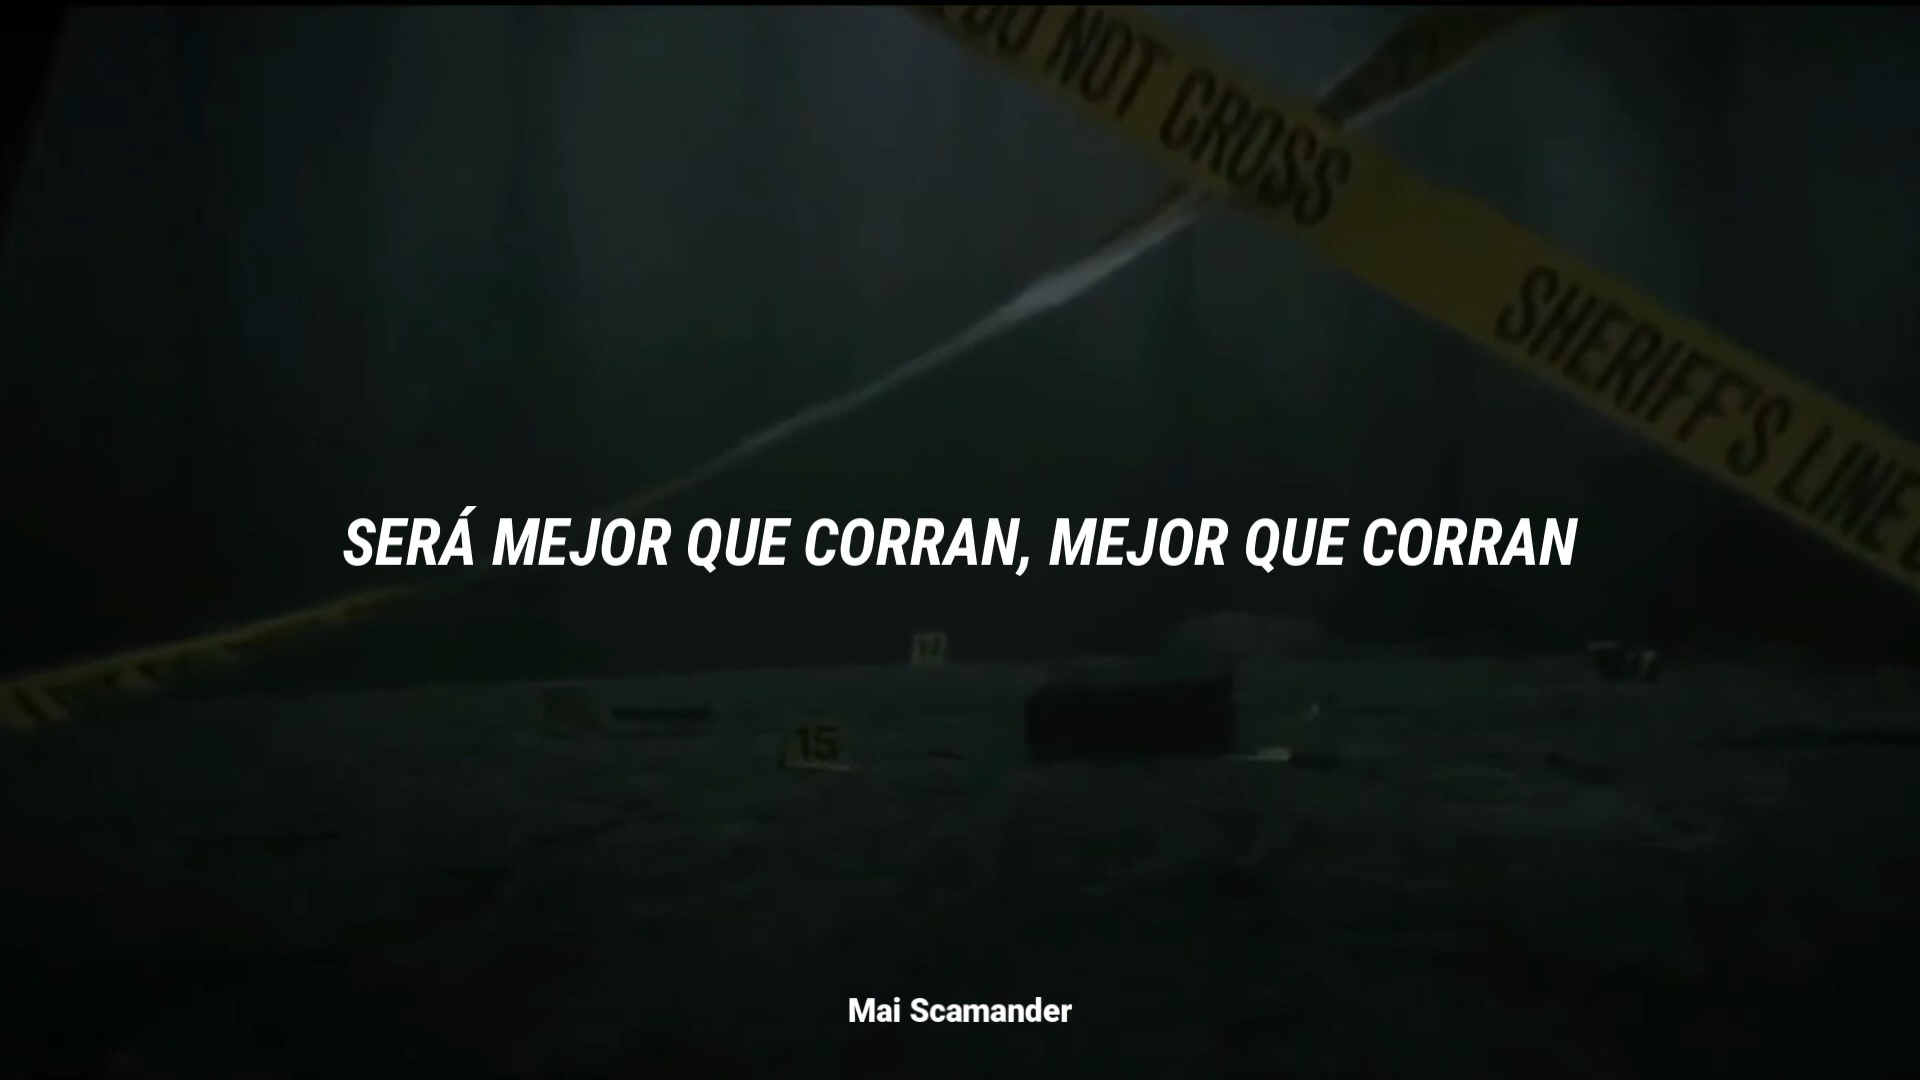 DO NOT CROSS
SHERIFF'S LINE
SERÁ MEJOR QUE CORRAN, MEJOR QUE CORRAN
15
Mai Scamander